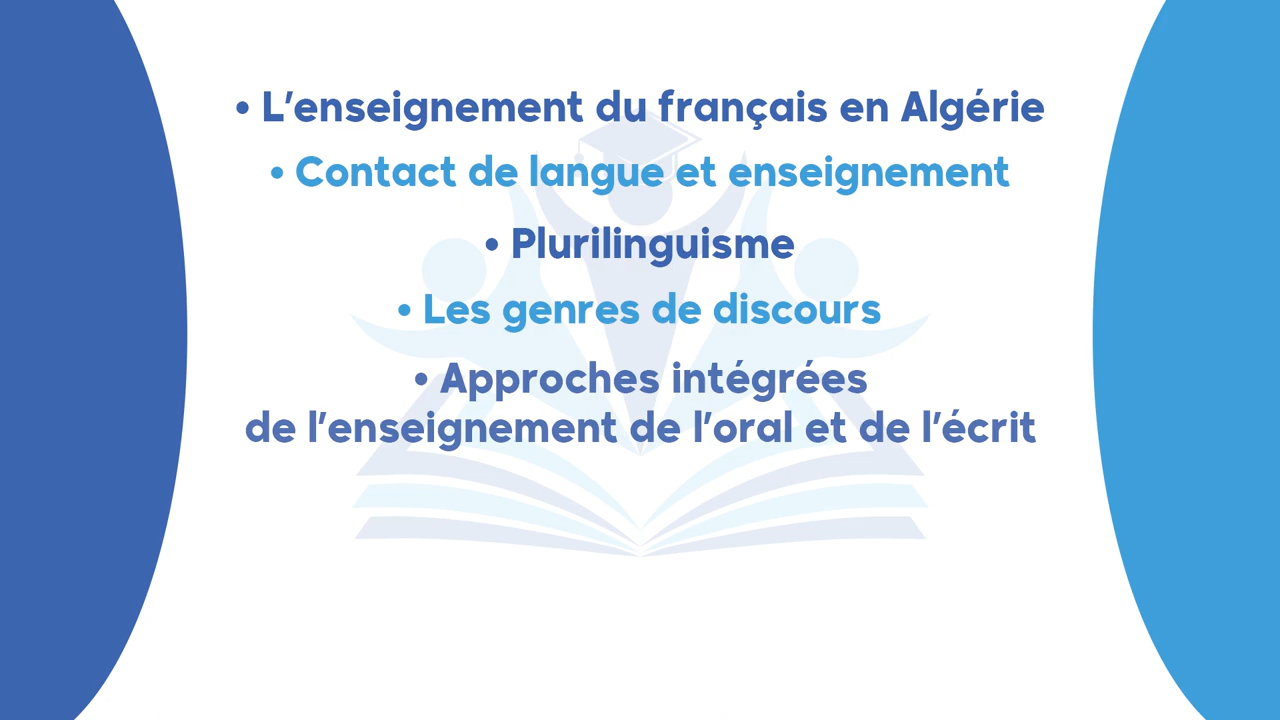 • L’enseignement du français en Algérie
• Contact de langue et enseignement
• Plurilinguisme
• Les genres de discours
• Approches intégrées
de l’enseignement de l’oral et de l’écrit